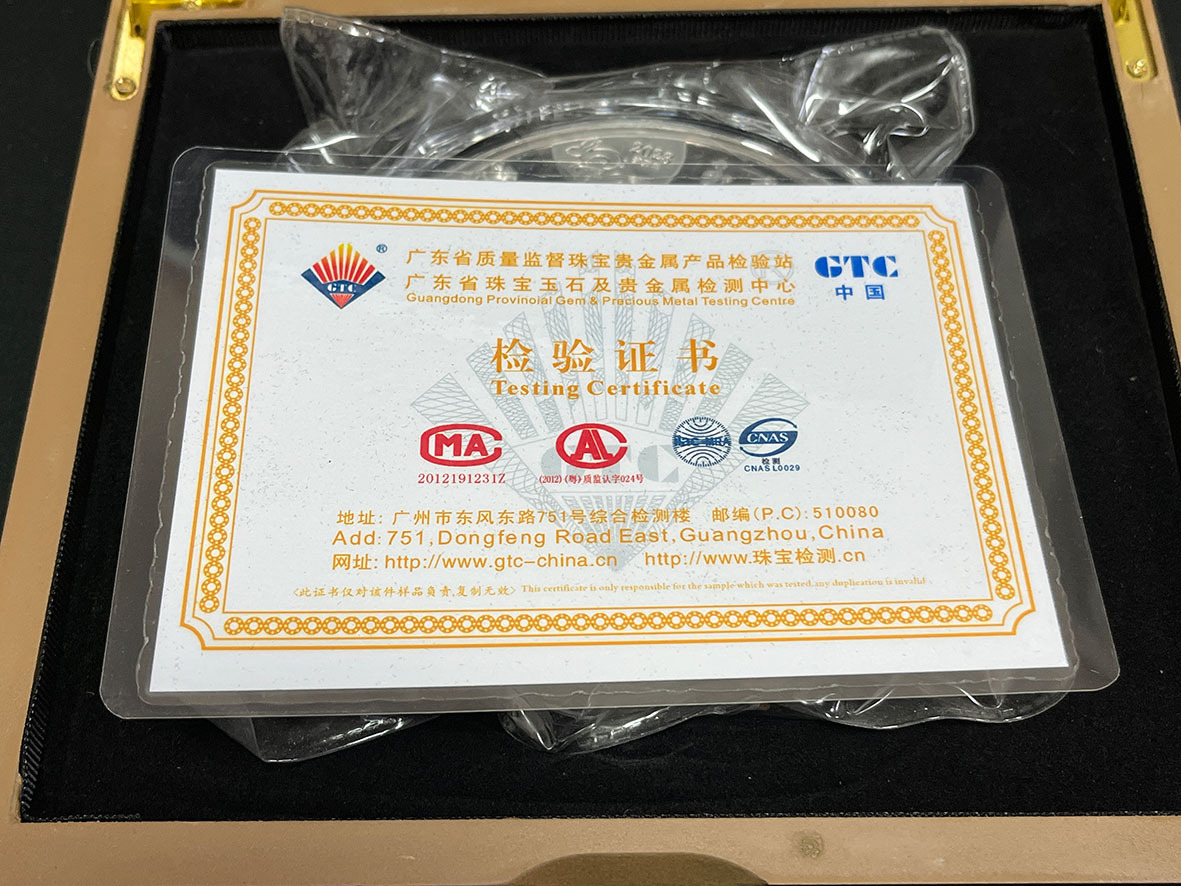 2023
广东省质量监督珠宝贵金属产品检验站
广东省珠宝玉石及贵金属检测中心
Guangdong Provincial Gem & Precious Metal Testing Centre
GTC
®
GTC
中国
检验证书
Testing Certificate
MA
2012191231Z
AL
(2012)(粤)质监认字024号
CNAS
检测
CNAS L0029
GTC
地址: 广州市东风东路751号综合检测楼 邮编(P.C): 510080
Add: 751, Dongfeng Road East, Guangzhou, China
网址: http://www.gtc-china.cn http://www.珠宝检测.cn
<此证书仅对该件样品负责,复制无效> This certificate is only responsible for the sample which was tested, any duplication is invalid